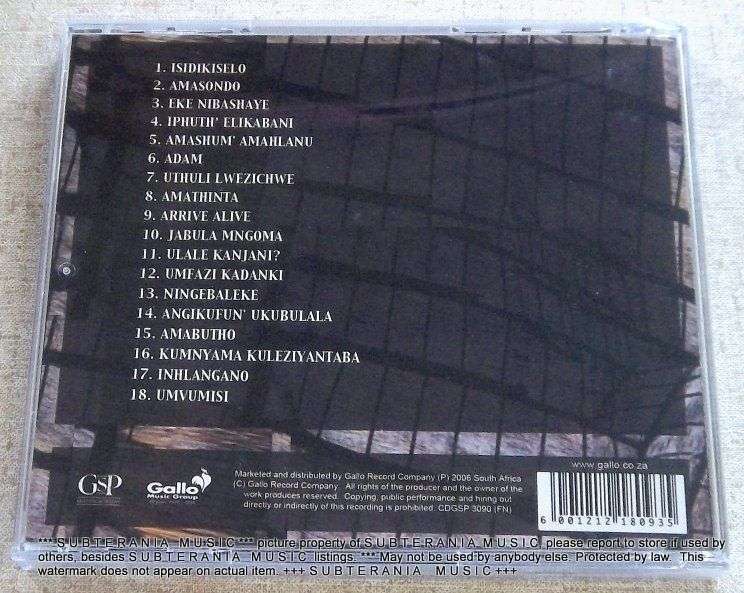 1. ISIDIKISELO
2. AMASONDO
3. EKE NIBASHAYE
4. IPHUTH' ELIKABANI
5. AMASHUM' AMAHLANU
6. ADAM
7. UTHULI LWEZICHWE
8. AMATHINTA
9. ARRIVE ALIVE
10. JABULA MNGOMA
11. ULALE KANJANI?
12. UMFAZI KADANKI
13. NINGEBALEKE
14. ANGIKUFUN' UKUBULALA
15. AMABUTHO
16. KUMNYAMA KULEZIYANTABA
17. INHLANGANO
18. UMVUMISI
www.gallo.co.za
GSP
Gallo
Music Group
Marketed and distributed by Gallo Record Company (P) 2006 South Africa
(C) Gallo Record Company. All rights of the producer and the owner of the
work produces reserved. Copying, public performance and hiring but
directly or indirectly of this recording is prohibited. CDGSP 3090 (FN)
6 001212 180935
*** S U B T E R A N I A M U S I C *** picture property of S U B T E R A N I A M U S I C, please report to store if used by
others, besides S U B T E R A N I A M U S I C listings. *** May not be used by anybody else. Protected by law. This
watermark does not appear on actual item. +++ S U B T E R A N I A M U S I C +++